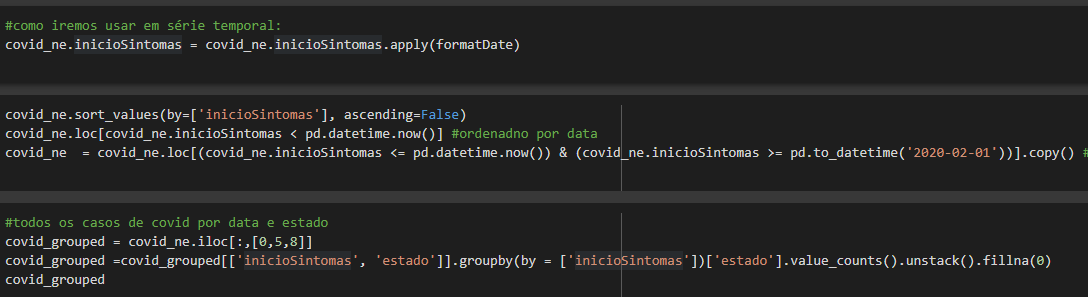 #como iremos usar em série temporal:
covid_ne.inicioSintomas = covid_ne.inicioSintomas.apply(formatDate)
covid_ne.sort_values(by=['inicioSintomas'], ascending=False)
covid_ne.loc[covid_ne.inicioSintomas < pd.datetime.now()] #ordenadno por data
covid_ne  = covid_ne.loc[(covid_ne.inicioSintomas <= pd.datetime.now()) & (covid_ne.inicioSintomas >= pd.to_datetime('2020-02-01'))].copy() #
#todos os casos de covid por data e estado
covid_grouped = covid_ne.iloc[:,[0,5,8]]
covid_grouped =covid_grouped[['inicioSintomas', 'estado']].groupby(by = ['inicioSintomas'])['estado'].value_counts().unstack().fillna(0)
covid_grouped